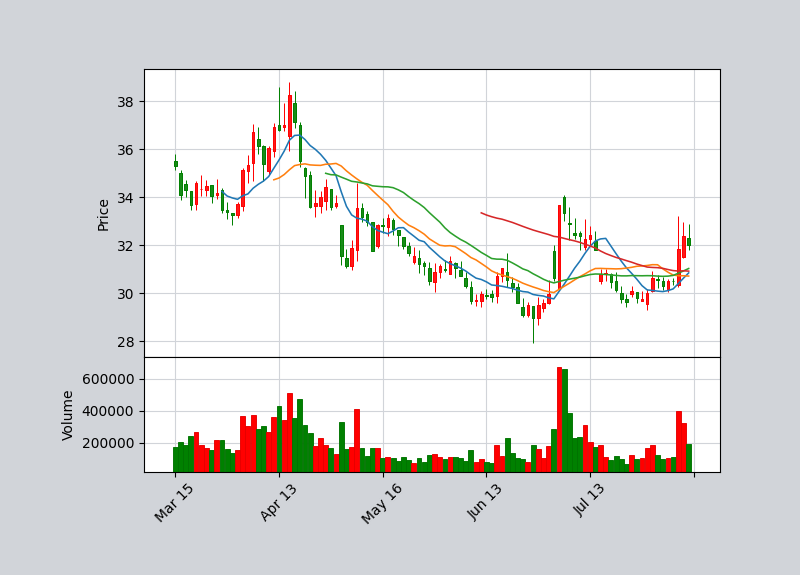 Price
38
36
34
32
30
28
Volume
600000
400000
200000
Mar 15
Apr 13
May 16
Jun 13
Jul 13